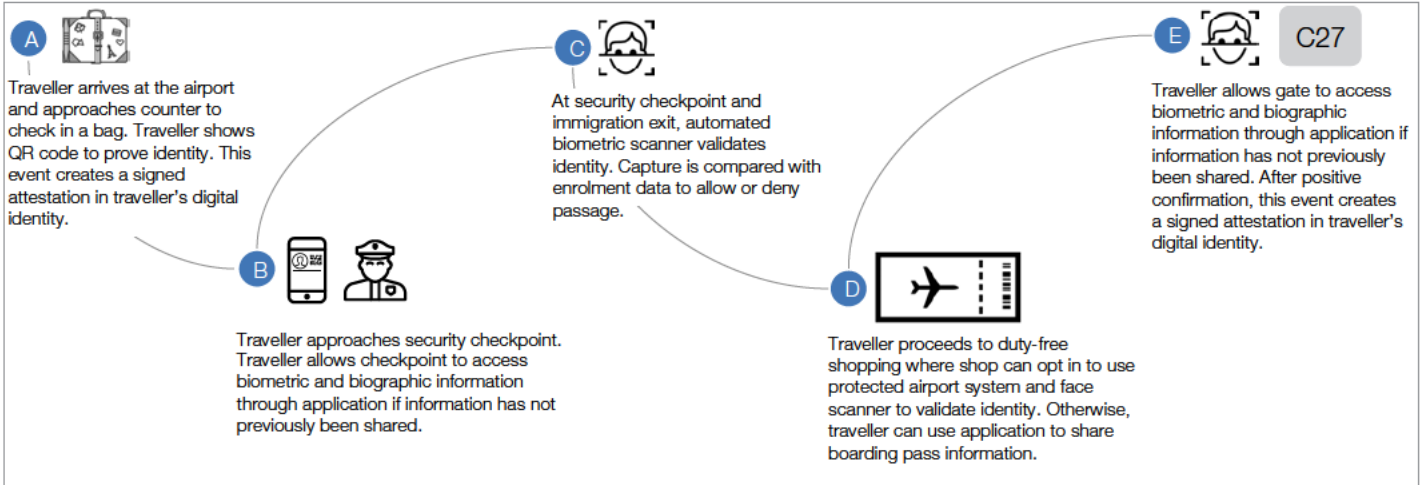 A
Traveller arrives at the airport
and approaches counter to
check in a bag. Traveller shows
QR code to prove identity. This
event creates a signed
attestation in traveller's digital
identity.
B
Traveller approaches security checkpoint.
Traveller allows checkpoint to access
biometric and biographic information
through application if information has not
previously been shared.
C
At security checkpoint and
immigration exit, automated
biometric scanner validates
identity. Capture is compared with
enrolment data to allow or deny
passage.
D
Traveller proceeds to duty-free
shopping where shop can opt in to use
protected airport system and face
scanner to validate identity. Otherwise,
traveller can use application to share
boarding pass information.
E
C27
Traveller allows gate to access
biometric and biographic
information through application if
information has not previously
been shared. After positive
confirmation, this event creates
a signed attestation in traveller's
digital identity.